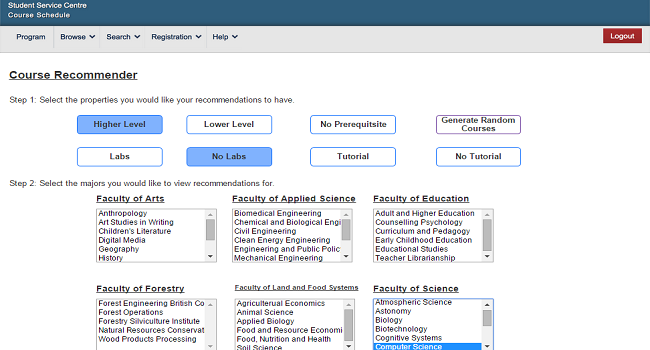 Student Service Centre
Course Schedule
Program Browse Search Registration Help Logout
Course Recommender
Step 1: Select the properties you would like your recommendations to have.
Higher Level Lower Level No Prerequitsite Generate Random Courses
Labs No Labs Tutorial No Tutorial
Step 2: Select the majors you would like to view recommendations for.
Faculty of Arts
Anthropology
Art Studies in Writing
Children's Literature
Digital Media
Geography
History
Faculty of Applied Science
Biomedical Engineering
Chemical and Biological Engi
Civil Engineering
Clean Energy Engineering
Engineering and Public Polic
Mechanical Engineering
Faculty of Education
Adult and Higher Education
Counselling Psychology
Curriculum and Pedagogy
Early Childhood Education
Educational Studies
Teacher Librarianship
Faculty of Forestry
Forest Engineering British Co
Forest Operations
Forestry Silviculture Institute
Natural Resources Conservat
Wood Products Processing
Faculty of Land and Food Systems
Agriculterual Economics
Animal Science
Applied Biology
Food and Resource Economi
Food, Nutrition and Health
Soil Science
Faculty of Science
Atmospheric Science
Astonomy
Biology
Biotechnology
Cognitive Systems
Computer Science